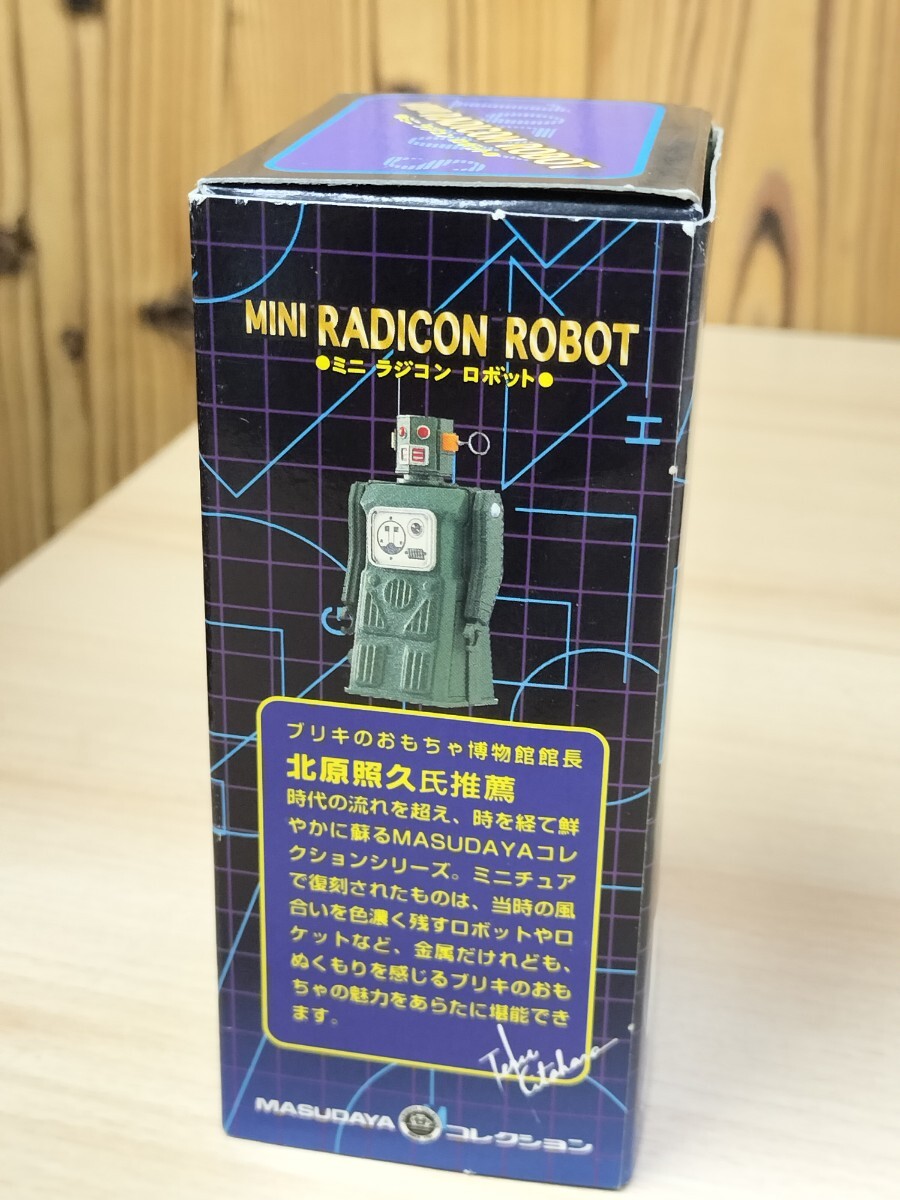 RADICON ROBOT
MINI RADICON ROBOT
●ミニ ラジコン ロボット●
ブリキのおもちゃ博物館館長
北原照久氏推薦
時代の流れを超え、時を経て鮮
やかに蘇るMASUDAYAコレ
クションシリーズ。ミニチュア
で復刻されたものは、当時の風
合いを色濃く残すロボットやロ
ケットなど、金属だけれども、
ぬくもりを感じるブリキのおも
ちゃの魅力をあらたに堪能でき
ます。
Teru Kitahara
MASUDAYA コレクション